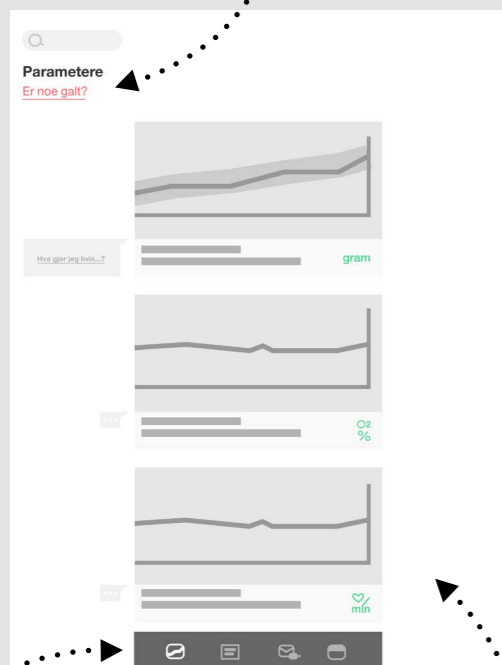 Parametere
Er noe galt?
gram
Hva gjør jeg hvis...?
O2
%
♡/
min